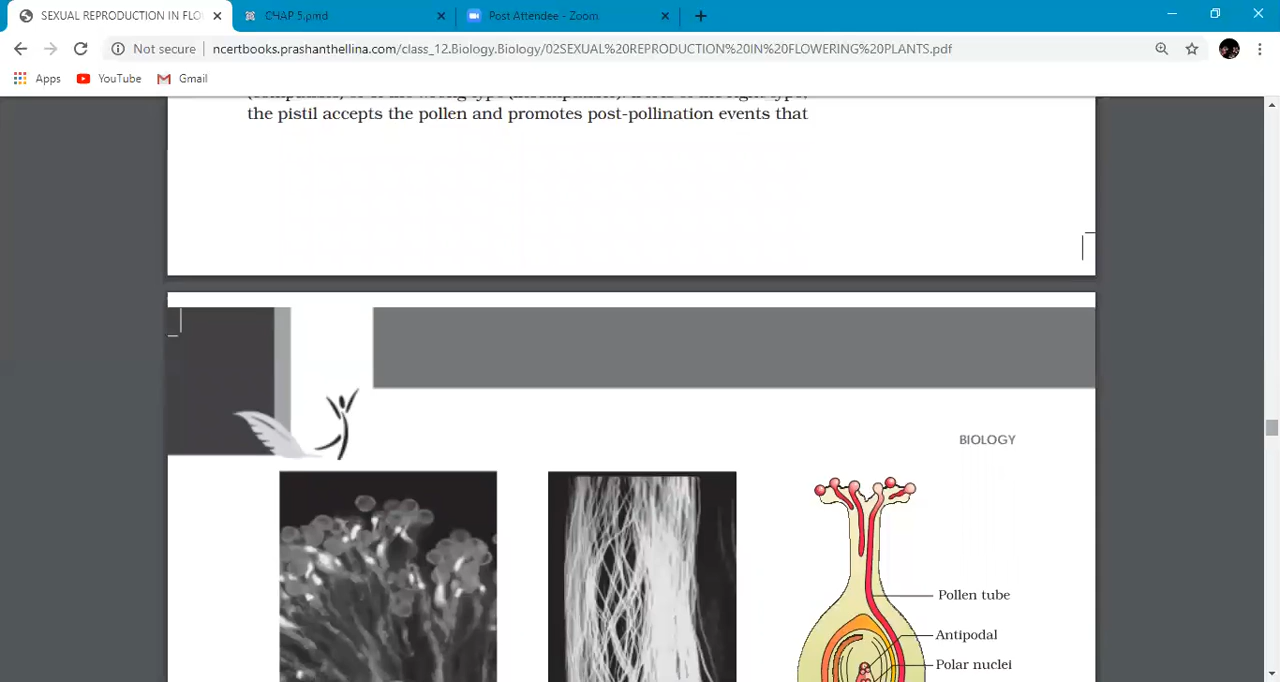 SEXUAL REPRODUCTION IN FLO
CHAP 5.pmd
Post Attendee - Zoom
Not secure
ncertbooks.prashanthellina.com/class_12.Biology.Biology/02SEXUAL%20REPRODUCTION%20IN%20FLOWERING%20PLANTS.pdf
Apps
YouTube
Gmail
the pistil accepts the pollen and promotes post-pollination events that
BIOLOGY
Pollen tube
Antipodal
Polar nuclei